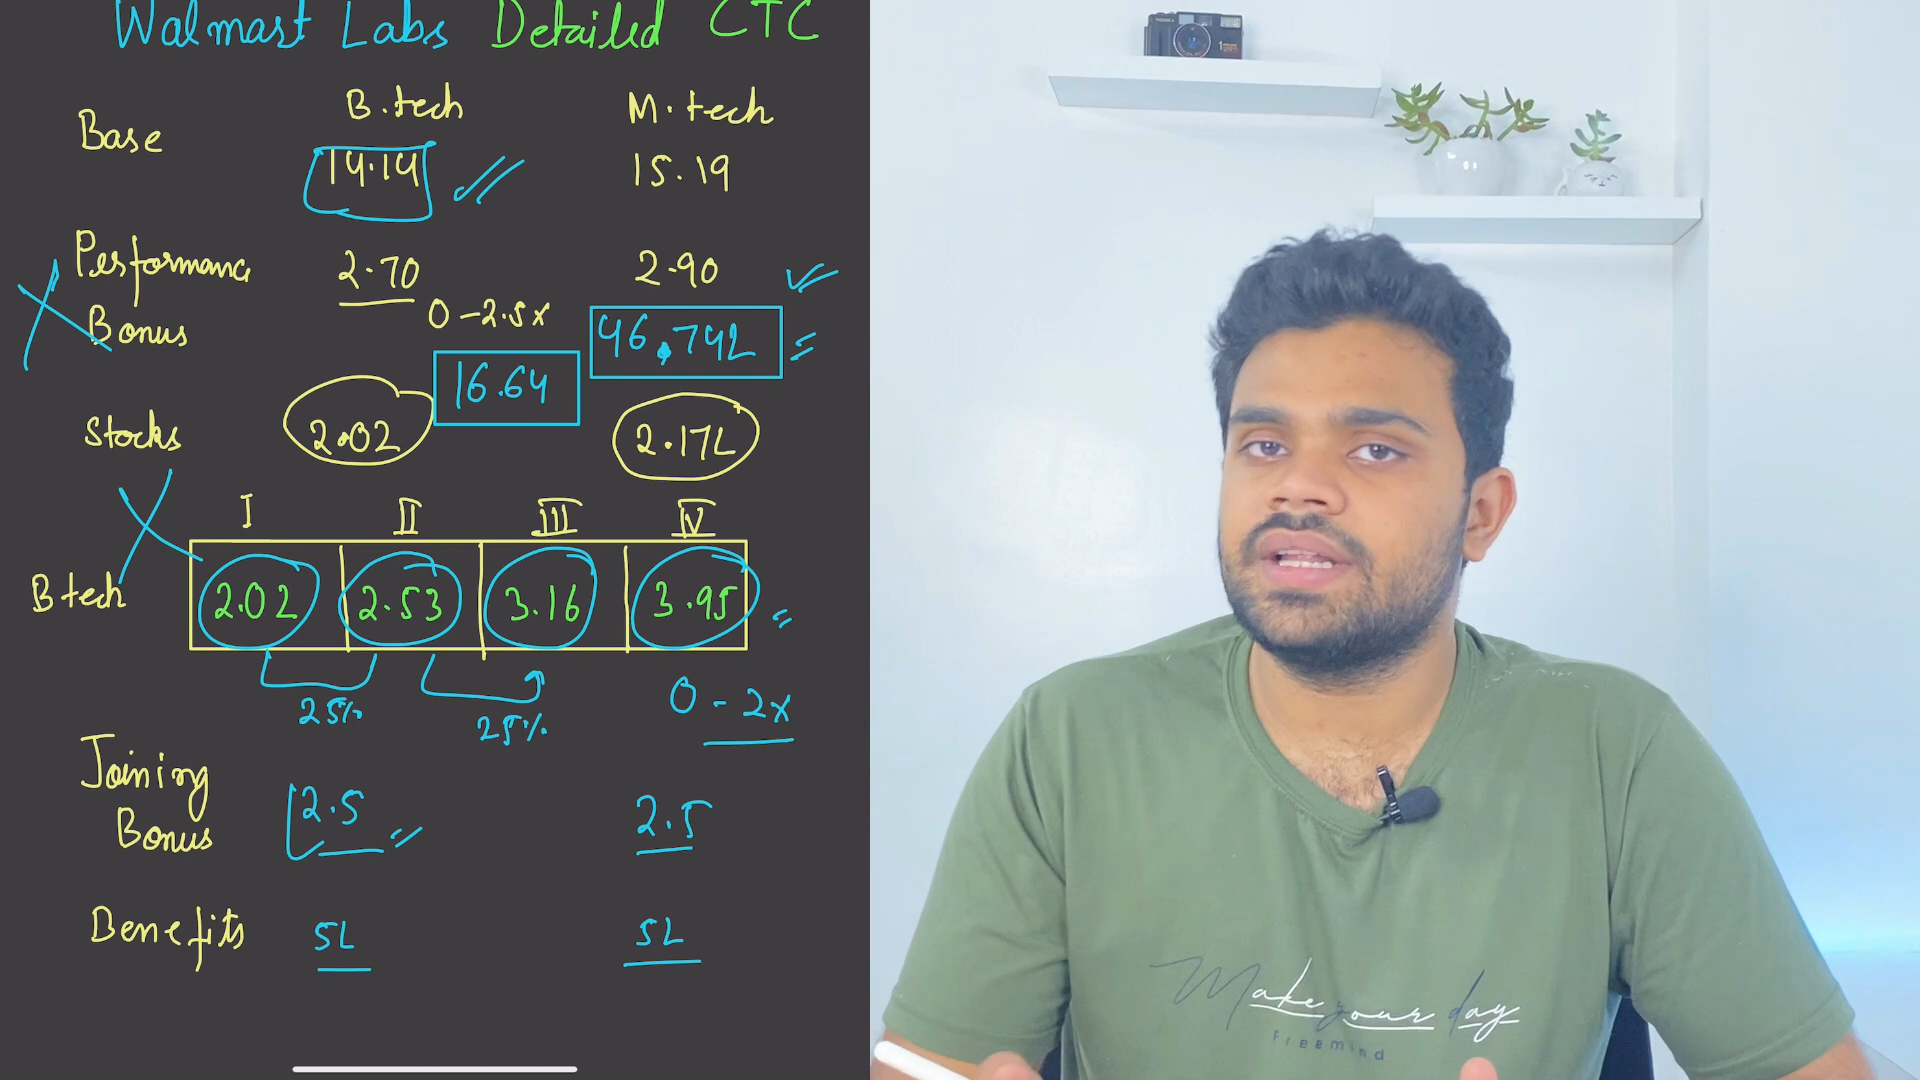 Walmart Labs Detailed CTC
B.tech M.tech
Base 14.14 15.19
Performance Bonus 2.70 2.90
0-2.5x
46.74L
16.64
Stocks 2.02 2.17L
I II III IV
Btech 2.02 2.53 3.16 3.95
25% 25% 0-2x
Joining Bonus 2.5 2.5
Benefits 5L 5L
Make your day
Freemind